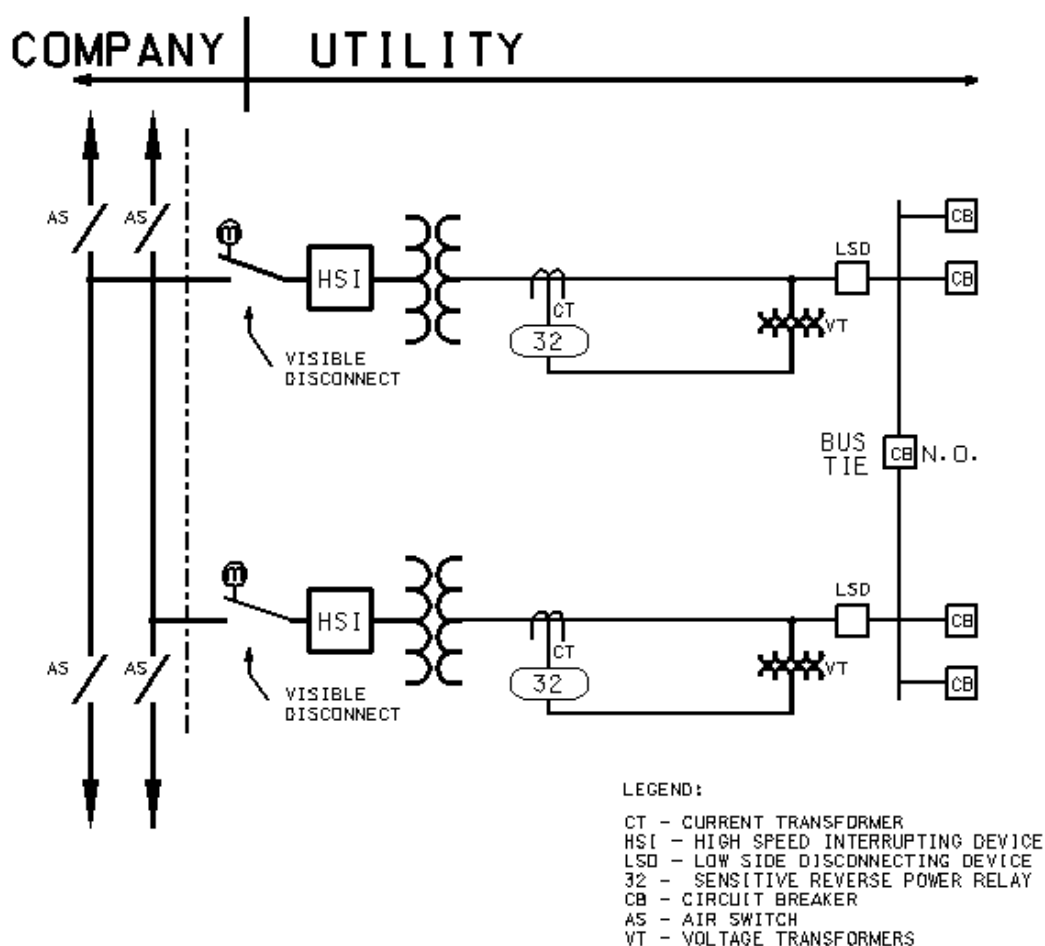 COMPANY UTILITY
AS AS
m
HSI
LSD
CB
CB
CT
VT
32
VISIBLE
DISCONNECT
BUS
TIE
CB N.O.
m
HSI
LSD
CB
AS AS
CT
VT
32
CB
VISIBLE
DISCONNECT
LEGEND:
CT - CURRENT TRANSFORMER
HSI - HIGH SPEED INTERRUPTING DEVICE
LSD - LOW SIDE DISCONNECTING DEVICE
32 - SENSITIVE REVERSE POWER RELAY
CB - CIRCUIT BREAKER
AS - AIR SWITCH
VT - VOLTAGE TRANSFORMERS